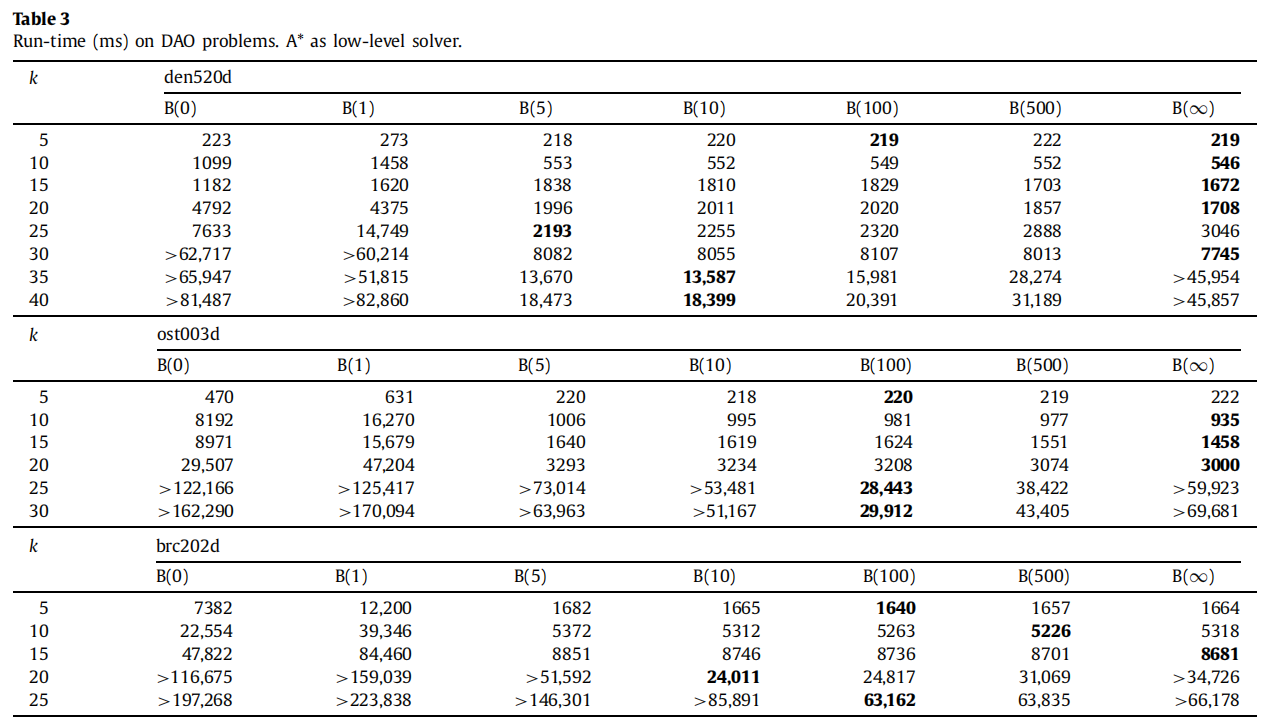 Table 3
Run-time (ms) on DAO problems. A* as low-level solver.
k den520d
B(0) B(1) B(5) B(10) B(100) B(500) B(∞)
5 223 273 218 220 219 222 219
10 1099 1458 553 552 549 552 546
15 1182 1620 1838 1810 1829 1703 1672
20 4792 4375 1996 2011 2020 1857 1708
25 7633 14,749 2193 2255 2320 2888 3046
30 >62,717 >60,214 8082 8055 8107 8013 7745
35 >65,947 >51,815 13,670 13,587 15,981 28,274 >45,954
40 >81,487 >82,860 18,473 18,399 20,391 31,189 >45,857
k ost003d
B(0) B(1) B(5) B(10) B(100) B(500) B(∞)
5 470 631 220 218 220 219 222
10 8192 16,270 1006 995 981 977 935
15 8971 15,679 1640 1619 1624 1551 1458
20 29,507 47,204 3293 3234 3208 3074 3000
25 >122,166 >125,417 >73,014 >53,481 28,443 38,422 >59,923
30 >162,290 >170,094 >63,963 >51,167 29,912 43,405 >69,681
k brc202d
B(0) B(1) B(5) B(10) B(100) B(500) B(∞)
5 7382 12,200 1682 1665 1640 1657 1664
10 22,554 39,346 5372 5312 5263 5226 5318
15 47,822 84,460 8851 8746 8736 8701 8681
20 >116,675 >159,039 >51,592 24,011 24,817 31,069 >34,726
25 >197,268 >223,838 >146,301 >85,891 63,162 63,835 >66,178